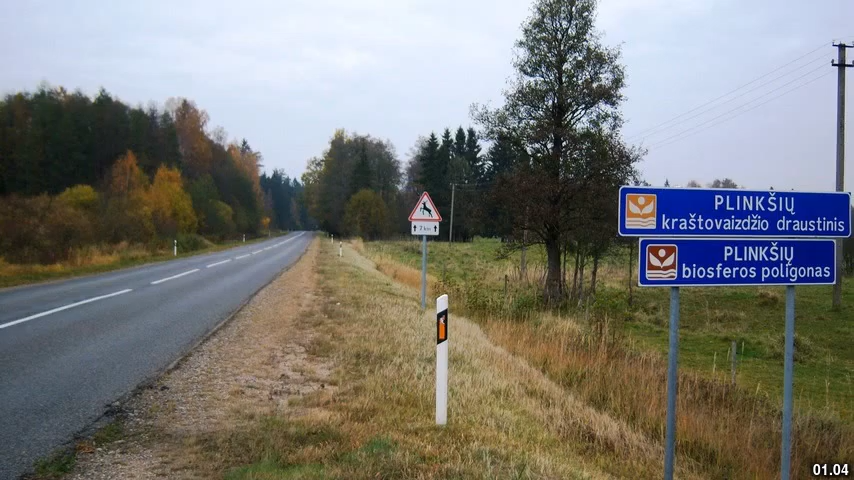 PLINKŠIŲ
kraštovaizdžio draustinis
PLINKŠIŲ
biosferos poligonas
01.04